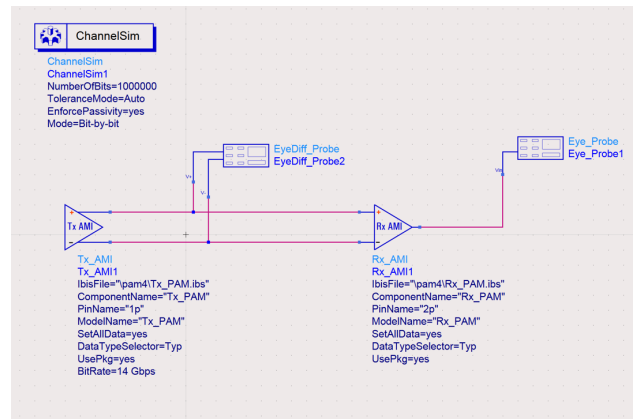 ChannelSim
ChannelSim
ChannelSim1
NumberOfBits=1000000
ToleranceMode=Auto
EnforcePassivity=yes
Mode=Bit-by-bit
EyeDiff_Probe
EyeDiff_Probe2
Eye_Probe
Eye_Probe1
V+
V-
+
Tx AMI
−
+
Rx AMI
−
Tx_AMI
Tx_AMI1
IbisFile="\pam4\Tx_PAM.ibs"
ComponentName="Tx_PAM"
PinName="1p"
ModelName="Tx_PAM"
SetAllData=yes
DataTypeSelector=Typ
UsePkg=yes
BitRate=14 Gbps
Rx_AMI
Rx_AMI1
IbisFile="\pam4\Rx_PAM.ibs"
ComponentName="Rx_PAM"
PinName="2p"
ModelName="Rx_PAM"
SetAllData=yes
DataTypeSelector=Typ
UsePkg=yes